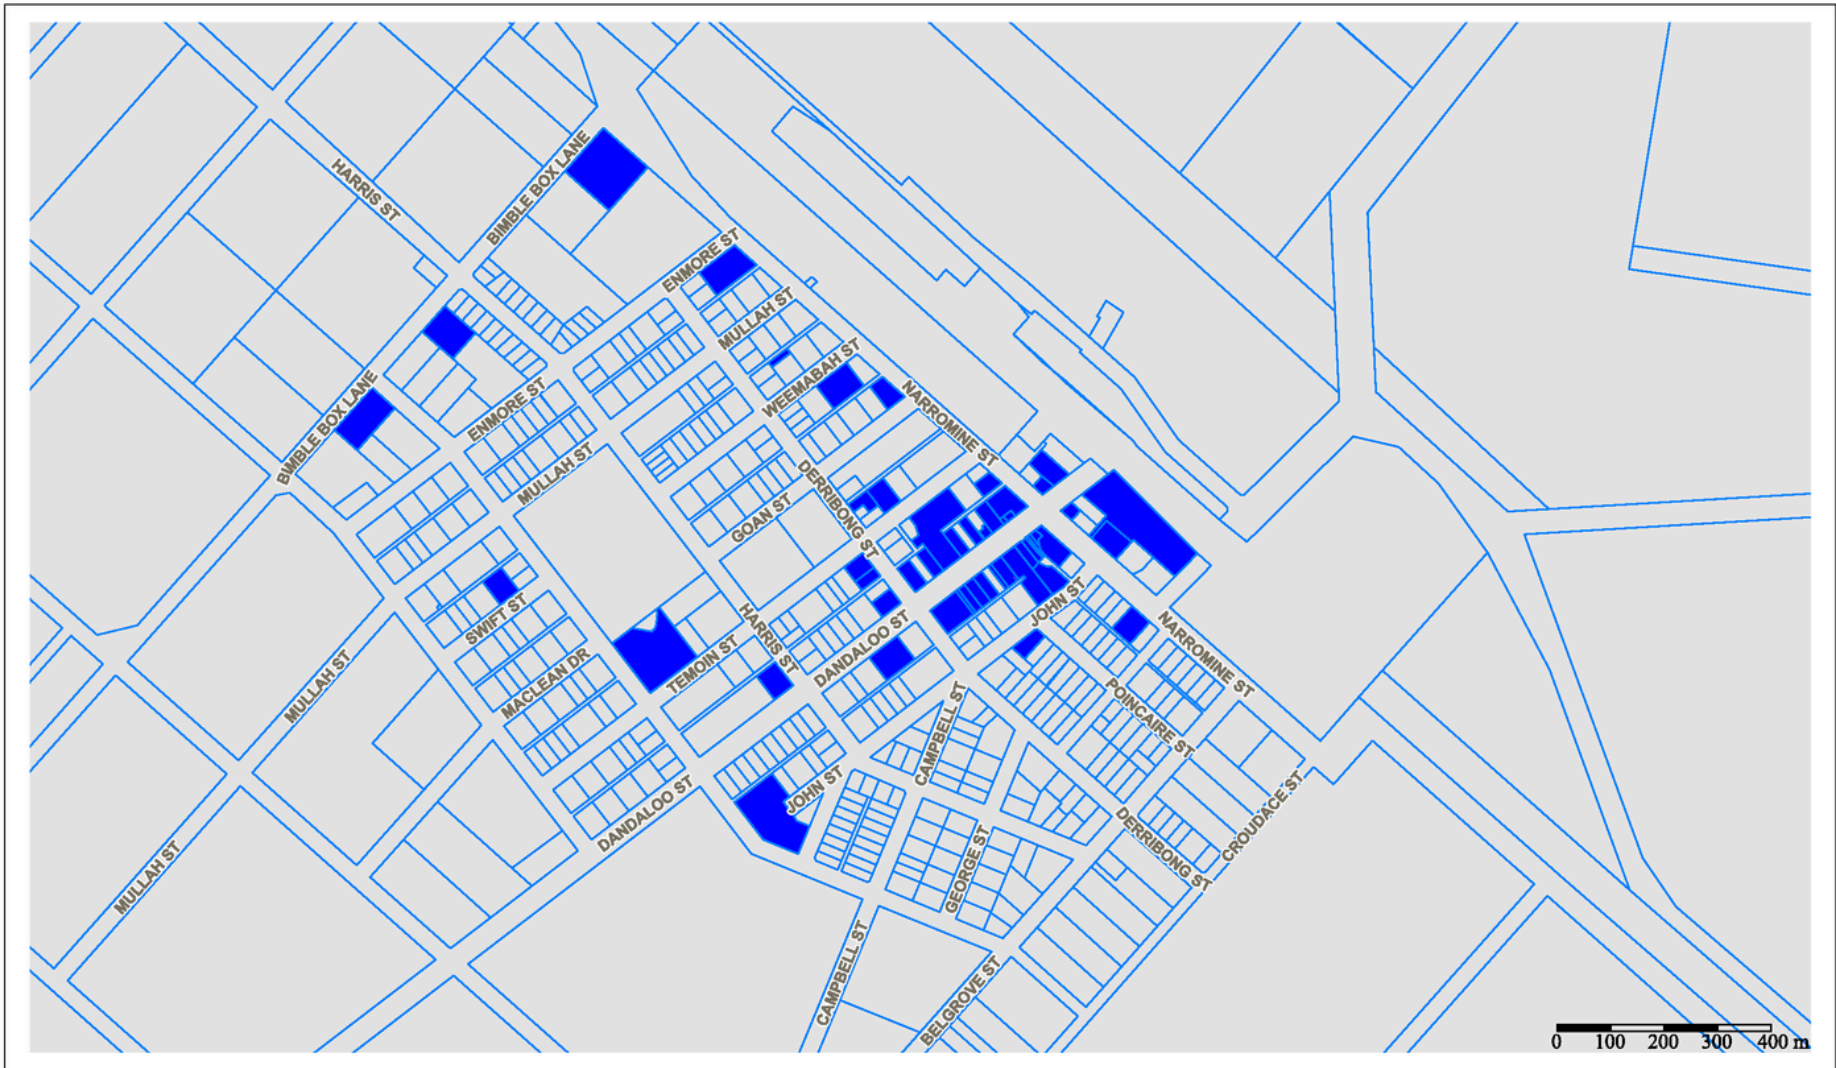 HARRIS ST
BIMBLE BOX LANE
ENMORE ST
MULLAH ST
WEEMABAH ST
BIMBLE BOX LANE
ENMORE ST
NARROMINE ST
MULLAH ST
DERRIBONG ST
GOAN ST
SWIFT ST
HARRIS ST
JOHN ST
DANDALOO ST
NARROMINE ST
TEMOIN ST
MACLEAN DR
MULLAH ST
CAMPBELL ST
POINCAIRE ST
JOHN ST
DANDALOO ST
CROUDACE ST
DERRIBONG ST
GEORGE ST
MULLAH ST
CAMPBELL ST
BELGROVE ST
0 100 200 300 400 m